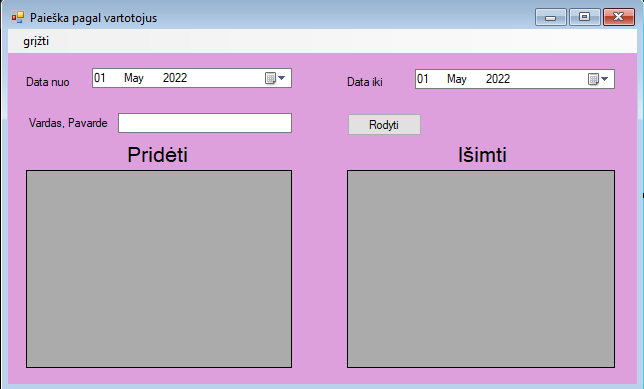 Paieška pagal vartotojus
grįžti
Data nuo 01 May 2022 Data iki 01 May 2022
Vardas, Pavarde Rodyti
Pridėti Išimti